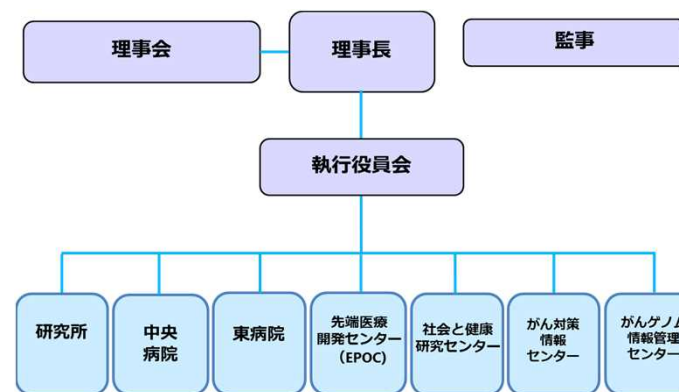 理事会
理事長
監事
執行役員会
研究所
中央
病院
東病院
先端医療
開発センター
（EPOC）
社会と健康
研究センター
がん対策
情報
センター
がんゲノム
情報管理
センター